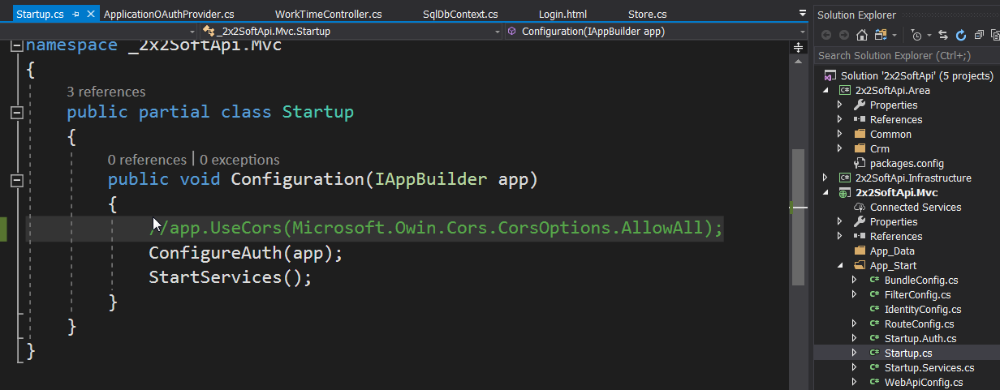 Startup.cs ApplicationOAuthProvider.cs WorkTimeController.cs SqlDbContext.cs Login.html Store.cs
_2x2SoftApi.Mvc.Startup Configuration(IAppBuilder app)
namespace _2x2SoftApi.Mvc
{
3 references
public partial class Startup
{
0 references | 0 exceptions
public void Configuration(IAppBuilder app)
{
//app.UseCors(Microsoft.Owin.Cors.CorsOptions.AllowAll);
ConfigureAuth(app);
StartServices();
}
}
}
Solution Explorer
Search Solution Explorer (Ctrl+;)
Solution '2x2SoftApi' (5 projects)
2x2SoftApi.Area
Properties
References
Common
Crm
packages.config
2x2SoftApi.Infrastructure
2x2SoftApi.Mvc
Connected Services
Properties
References
App_Data
App_Start
BundleConfig.cs
FilterConfig.cs
IdentityConfig.cs
RouteConfig.cs
Startup.Auth.cs
Startup.cs
Startup.Services.cs
WebApiConfig.cs